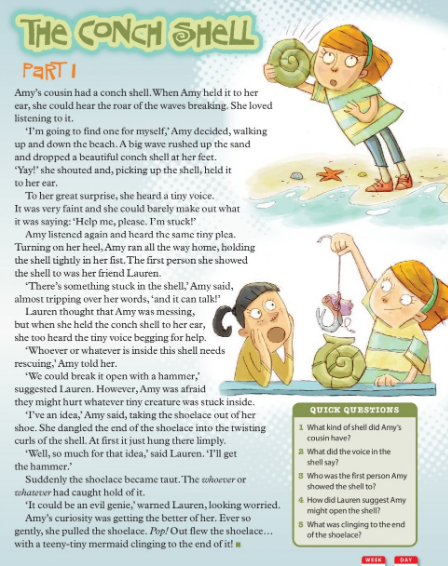 THE CONCH SHELL
PART 1
Amy's cousin had a conch shell. When Amy held it to her
ear, she could hear the roar of the waves breaking. She loved
listening to it.
'I'm going to find one for myself,' Amy decided, walking
up and down the beach. A big wave rushed up the sand
and dropped a beautiful conch shell at her feet.
'Yay!' she shouted and, picking up the shell, held it
to her ear.
To her great surprise, she heard a tiny voice.
It was very faint and she could barely make out what
it was saying: 'Help me, please. I'm stuck!'
Amy listened again and heard the same tiny plea.
Turning on her heel, Amy ran all the way home, holding
the shell tightly in her fist. The first person she showed
the shell to was her friend Lauren.
'There's something stuck in the shell,' Amy said,
almost tripping over her words, 'and it can talk!'
Lauren thought that Amy was messing,
but when she held the conch shell to her ear,
she too heard the tiny voice begging for help.
'Whoever or whatever is inside this shell needs
rescuing,' Amy told her.
'We could break it open with a hammer,'
suggested Lauren. However, Amy was afraid
they might hurt whatever tiny creature was stuck inside.
'I've an idea,' Amy said, taking the shoelace out of her
shoe. She dangled the end of the shoelace into the twisting
curls of the shell. At first it just hung there limply.
'Well, so much for that idea,' said Lauren. 'I'll get
the hammer.'
Suddenly the shoelace became taut. The whoever or
whatever had caught hold of it.
'It could be an evil genie,' warned Lauren, looking worried.
Amy's curiosity was getting the better of her. Ever so
gently, she pulled the shoelace. Pop! Out flew the shoelace…
with a teeny-tiny mermaid clinging to the end of it!
QUICK QUESTIONS
1 What kind of shell did Amy's
cousin have?
2 What did the voice in the
shell say?
3 Who was the first person Amy
showed the shell to?
4 How did Lauren suggest Amy
might open the shell?
5 What was clinging to the end
of the shoelace?
WEEK DAY